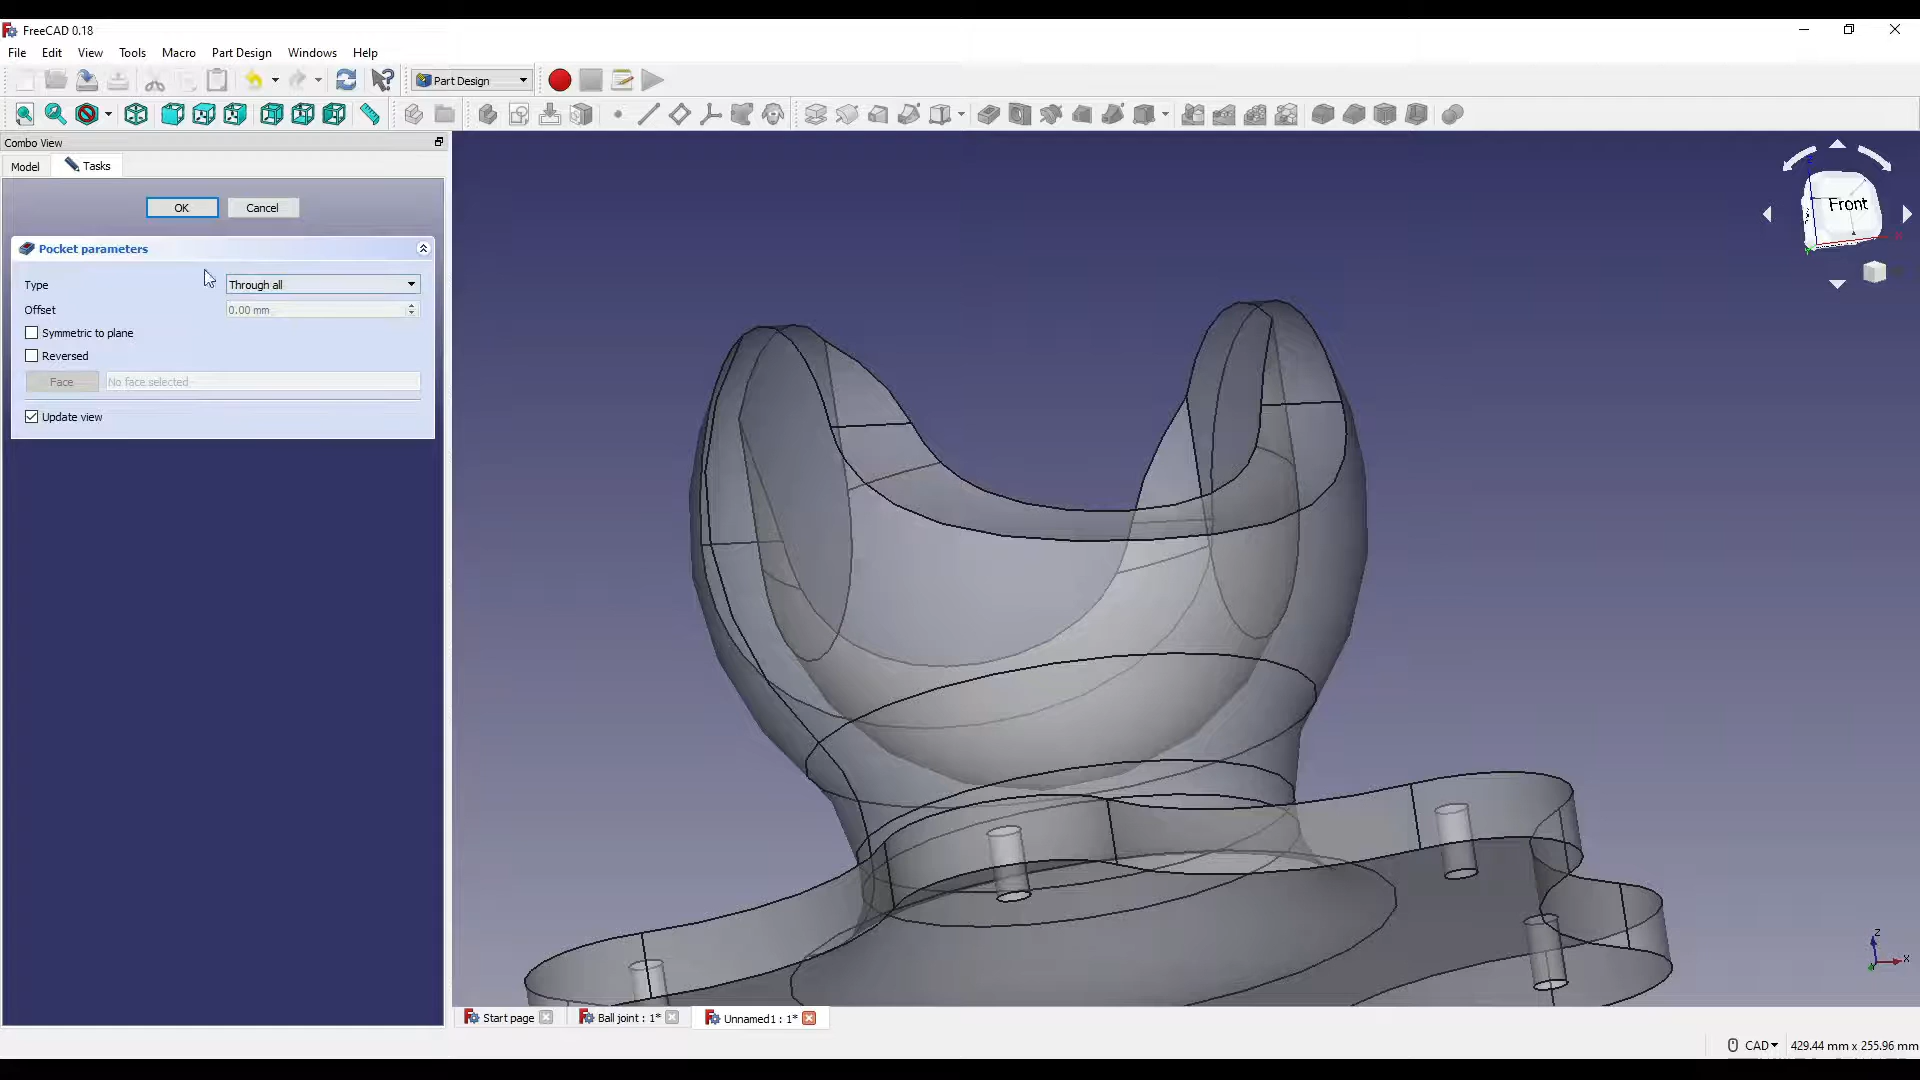 FreeCAD 0.18
File Edit View Tools Macro Part Design Windows Help
Part Design
Combo View
Model Tasks
OK Cancel
Pocket parameters
Type Through all
Offset 0.00 mm
Symmetric to plane
Reversed
Face No face selected
Update view
Front
Z
X
Start page Ball joint : 1* Unnamed1 : 1*
CAD 429.44 mm x 255.96 mm